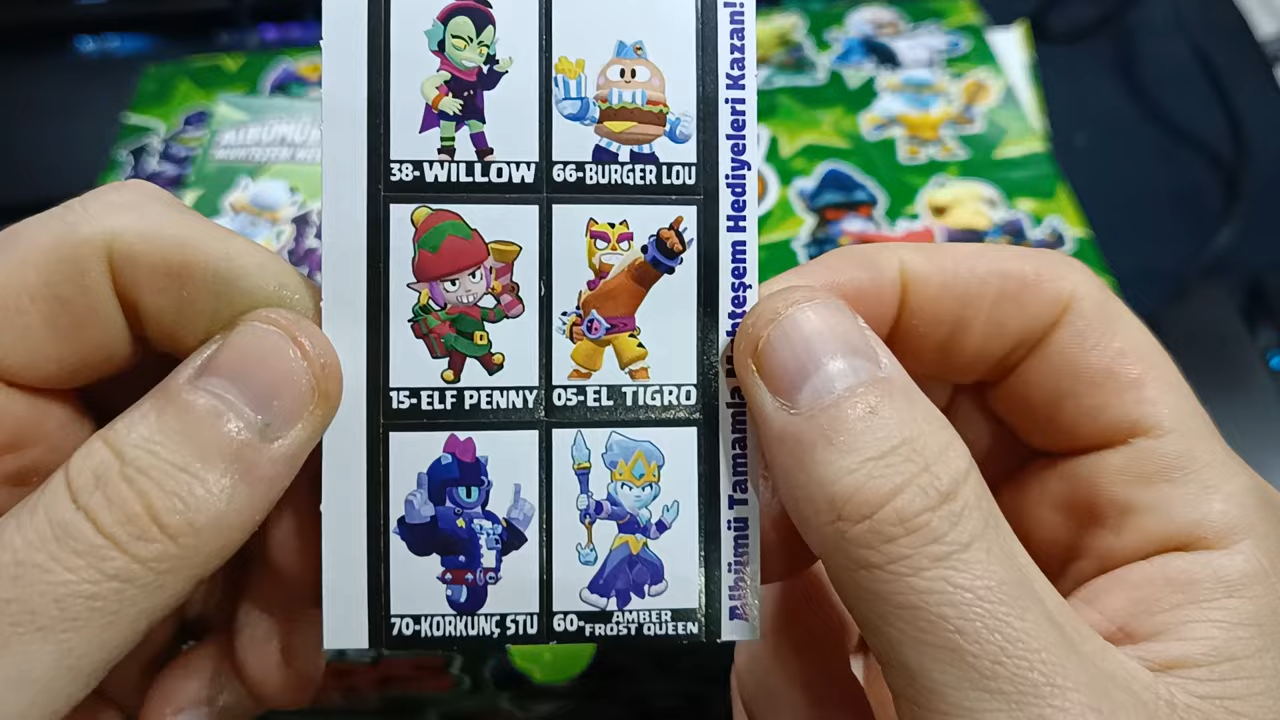 38-WILLOW
66-BURGER LOU
15-ELF PENNY
05-EL TIGRO
70-KORKUNÇ STU
60-AMBER
FROST QUEEN
Albümü Tamamla Muhteşem Hediyeleri Kazan!
ALBÜMÜ